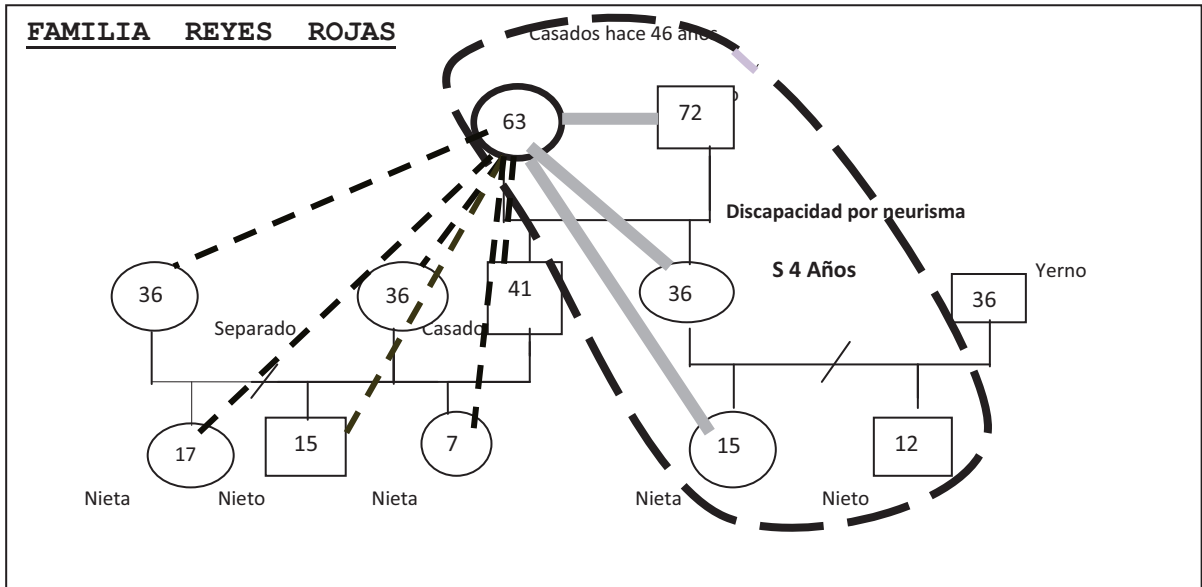 FAMILIA REYES ROJAS
Casados hace 46 años
63
72
Discapacidad por neurisma
S 4 Años
36
36
41
36
36
Yerno
Separado
Casado
17
15
7
15
12
Nieta
Nieto
Nieta
Nieta
Nieto